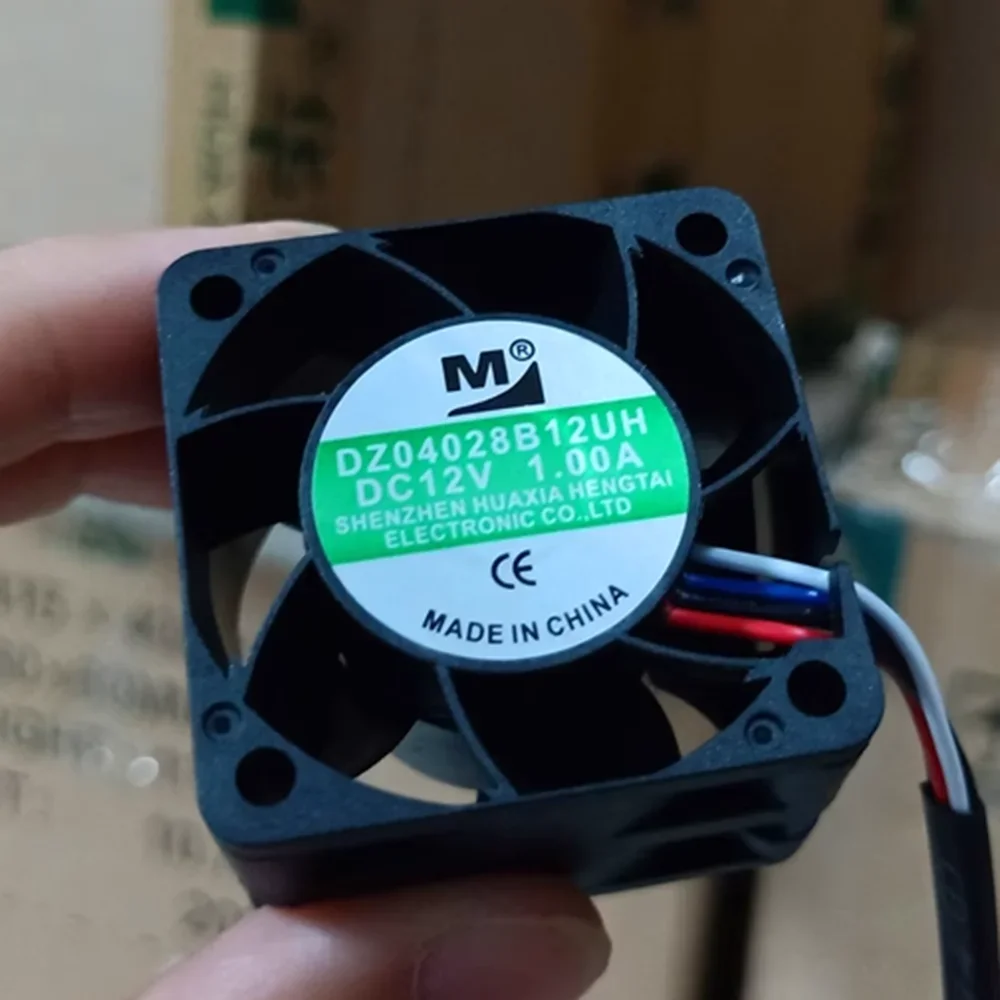 M®
DZ04028B12UH
DC12V 1.00A
SHENZHEN HUAXIA HENGTAI
ELECTRONIC CO.,LTD
CE
MADE IN CHINA